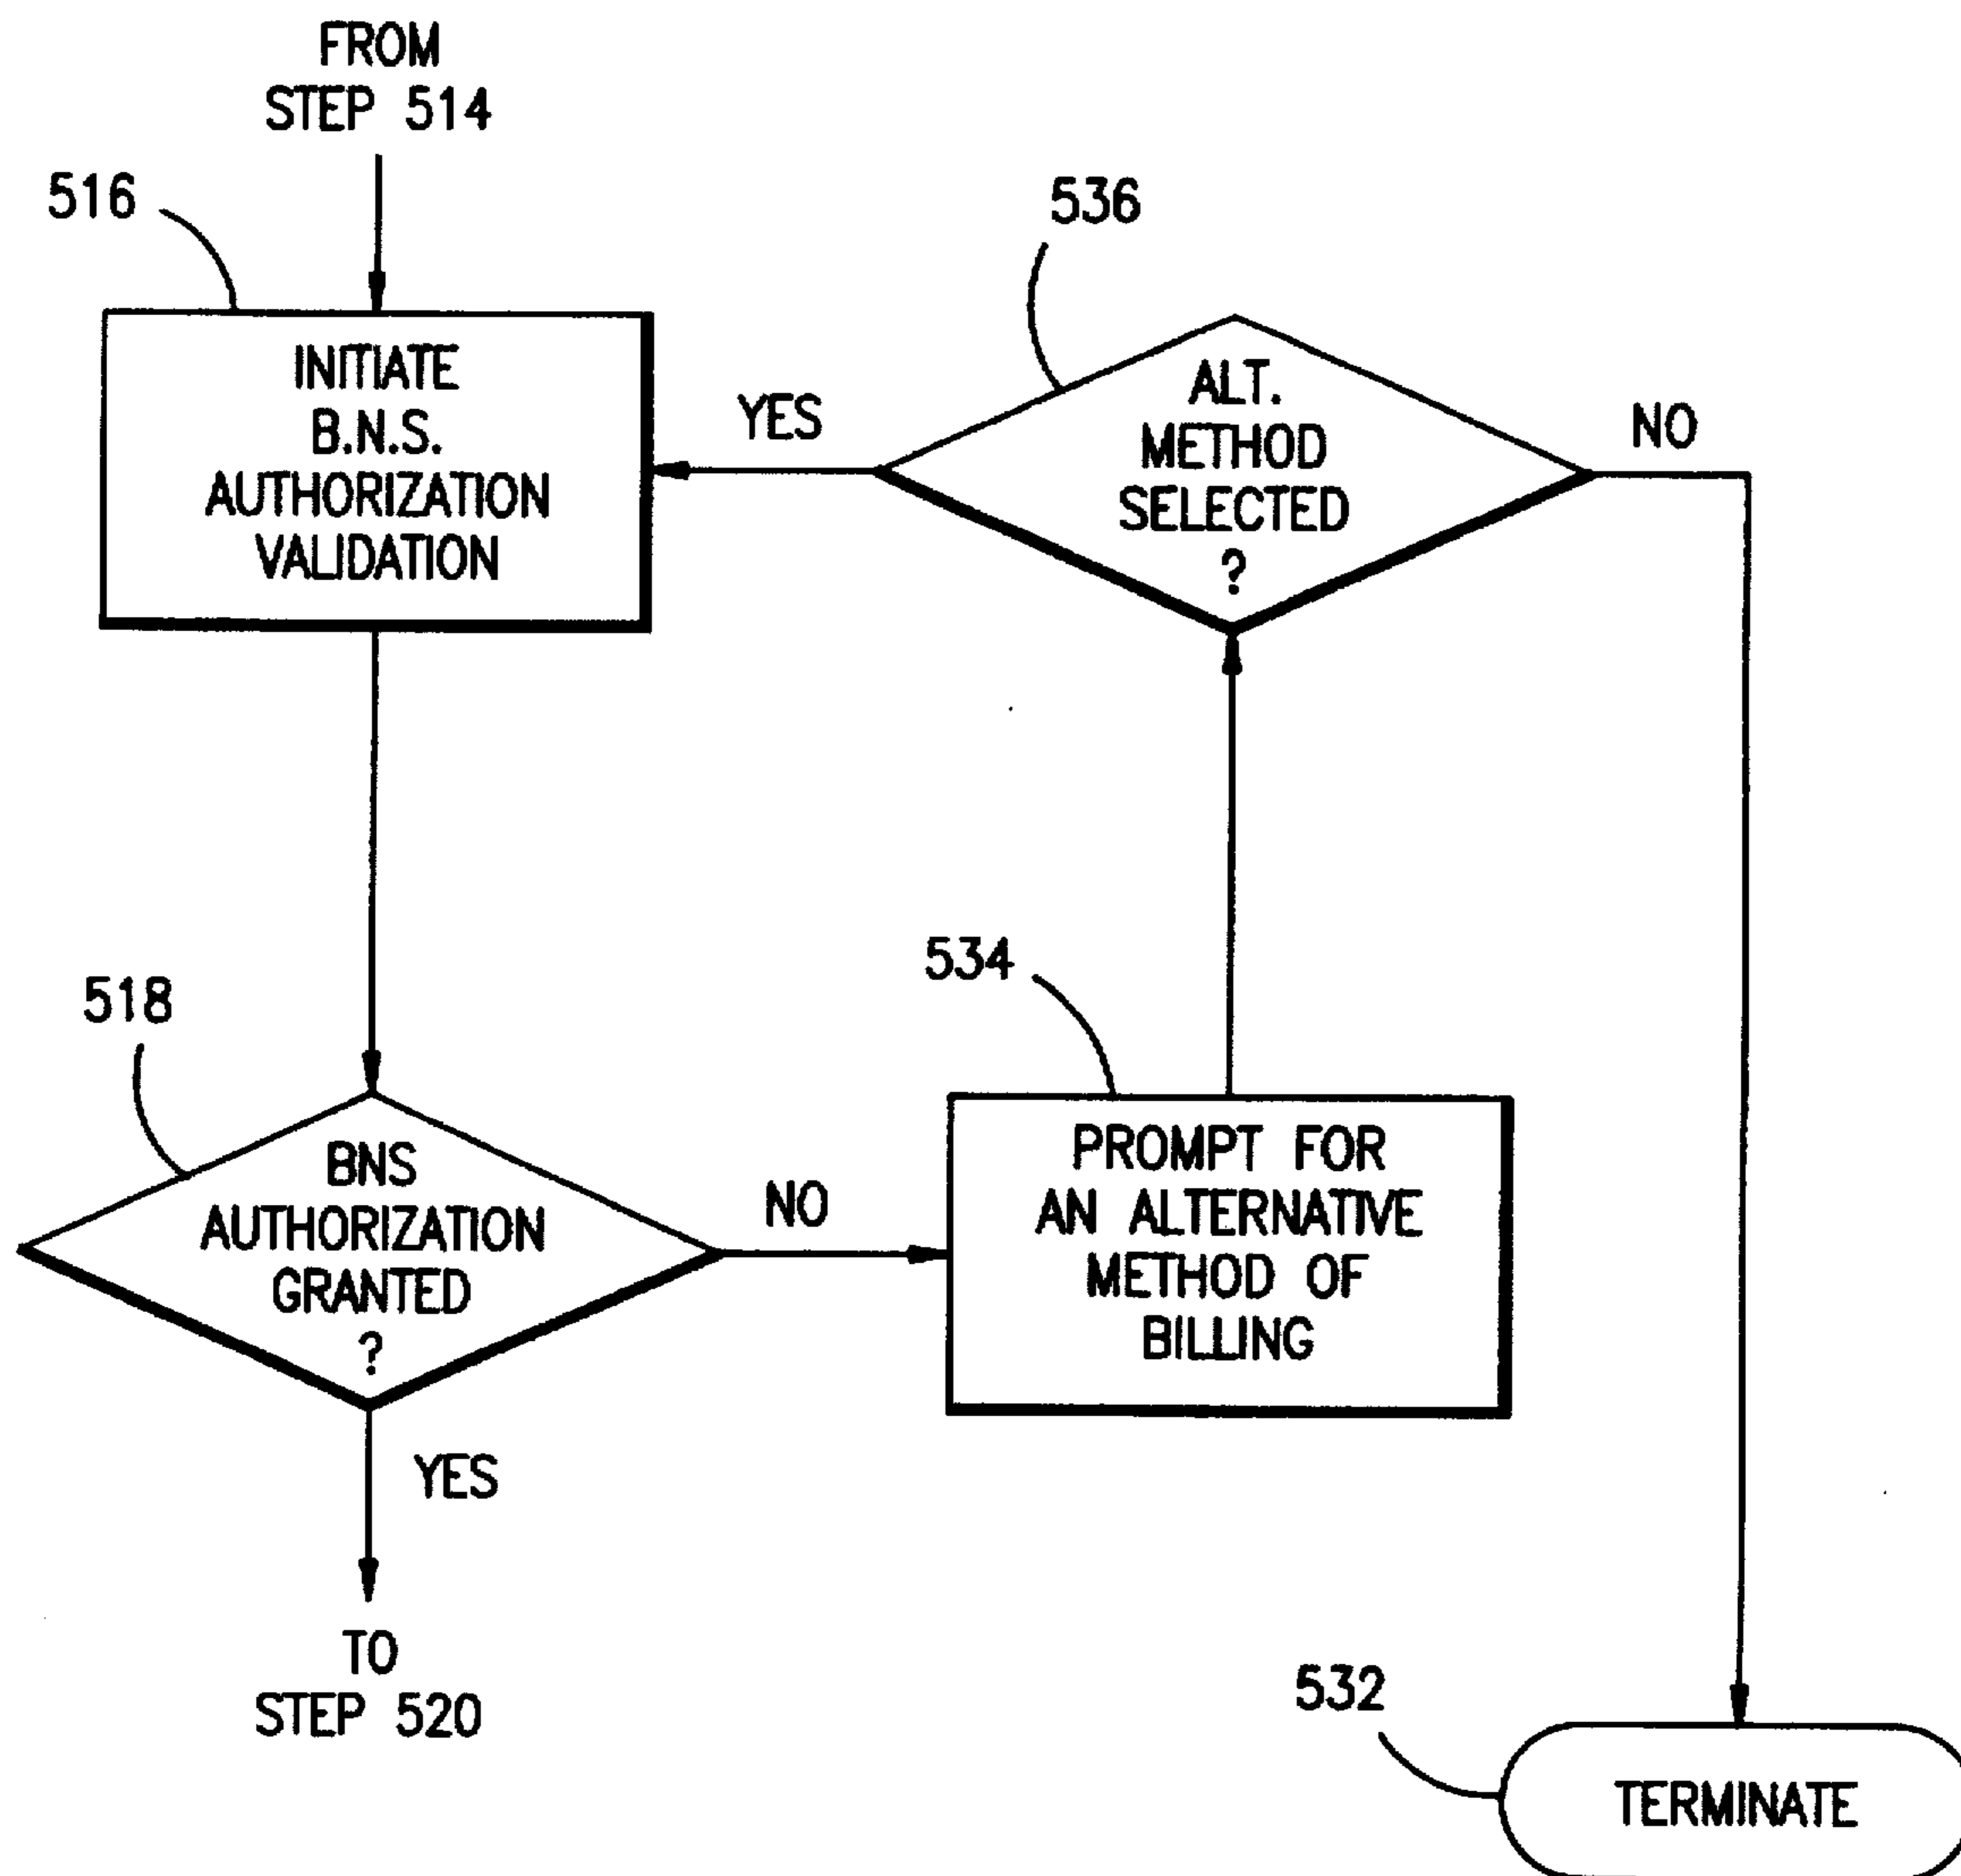 FROM
STEP 514
516
INITIATE
B.N.S.
AUTHORIZATION
VALIDATION
YES
536
ALT.
METHOD
SELECTED
?
NO
518
BNS
AUTHORIZATION
GRANTED
?
NO
534
PROMPT FOR
AN ALTERNATIVE
METHOD OF
BILLING
YES
TO
STEP 520
532
TERMINATE